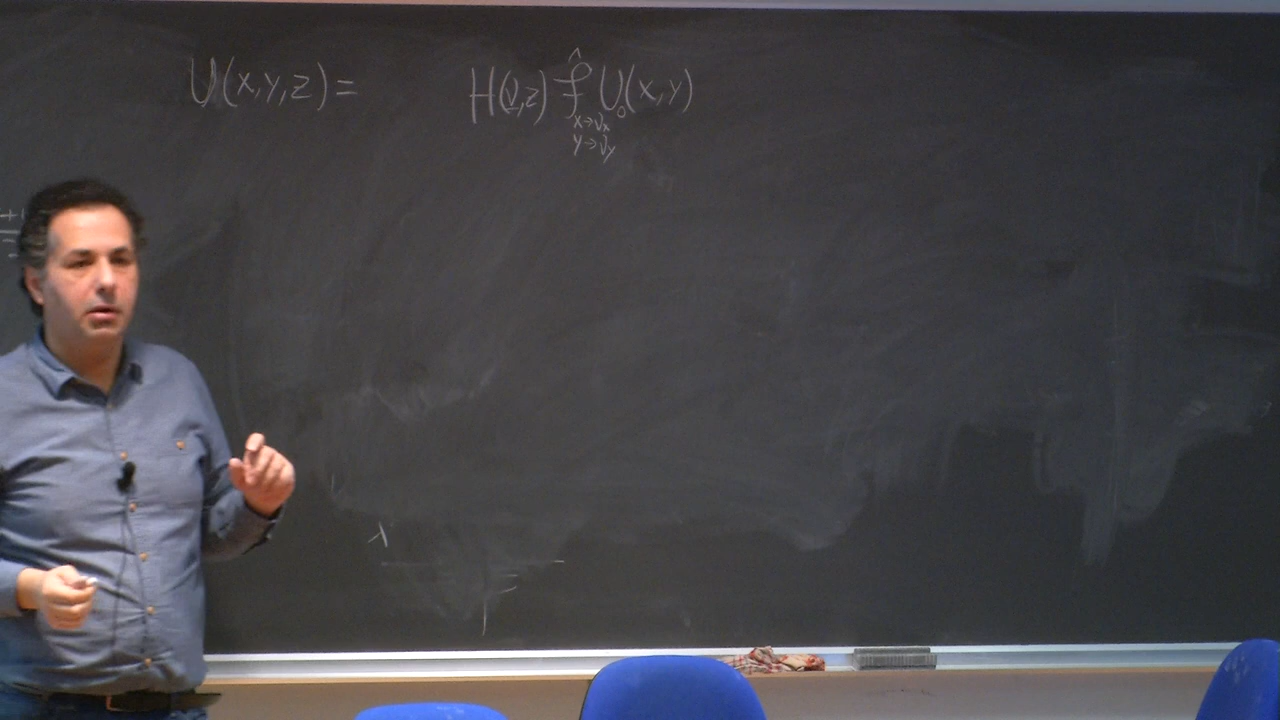 U(x,y,z) = H(ν,z) 𝓕̂ U₀(x,y)
x→νx
y→νy
λ